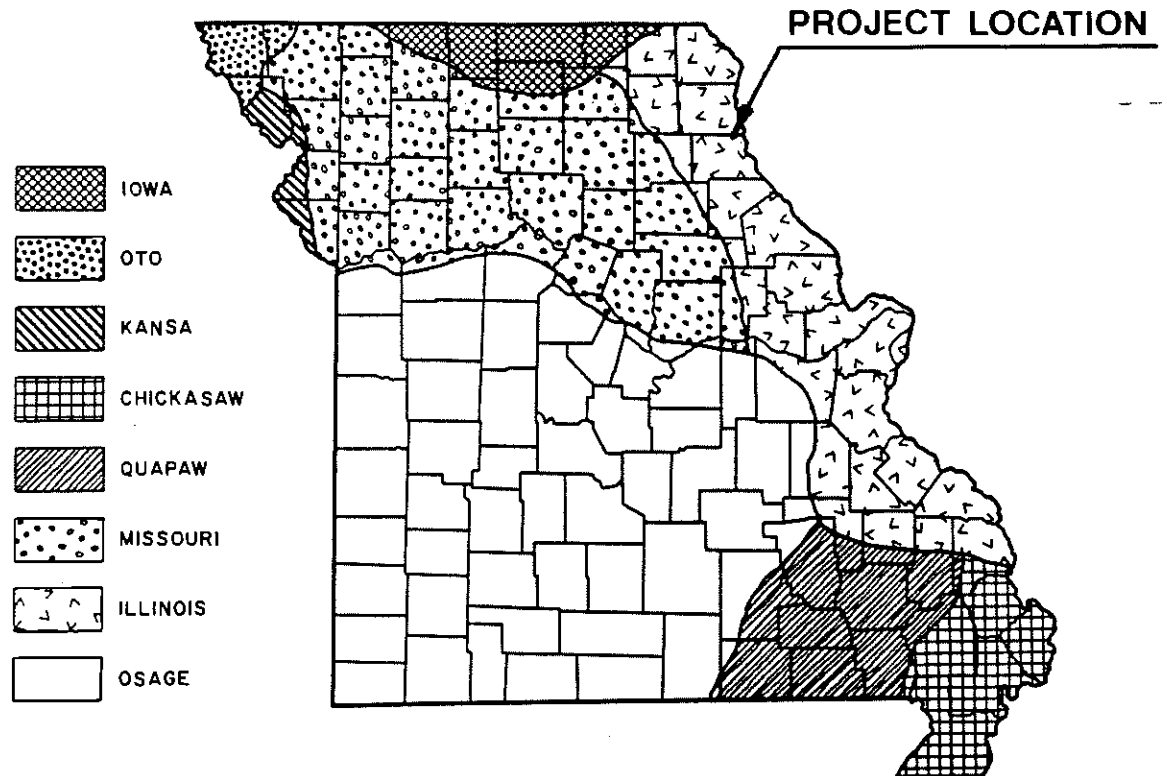 PROJECT LOCATION
IOWA
OTO
KANSA
CHICKASAW
QUAPAW
MISSOURI
ILLINOIS
OSAGE